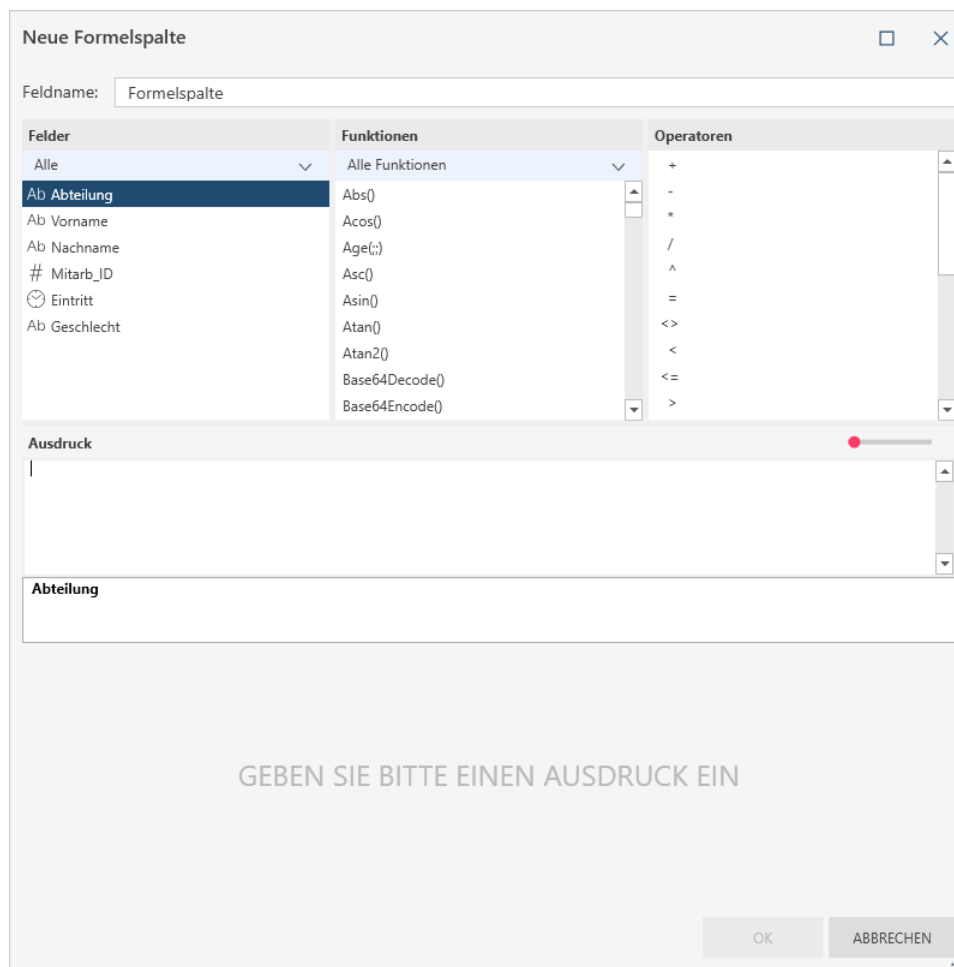 Neue Formelspalte
Feldname: Formelspalte
Felder Funktionen Operatoren
Alle Alle Funktionen +
Ab Abteilung Abs() -
Ab Vorname Acos() *
Ab Nachname Age(;;) /
# Mitarb_ID Asc() ^
Eintritt Asin() =
Ab Geschlecht Atan() <>
Atan2() <
Base64Decode() <=
Base64Encode() >
Ausdruck
Abteilung
GEBEN SIE BITTE EINEN AUSDRUCK EIN
OK ABBRECHEN